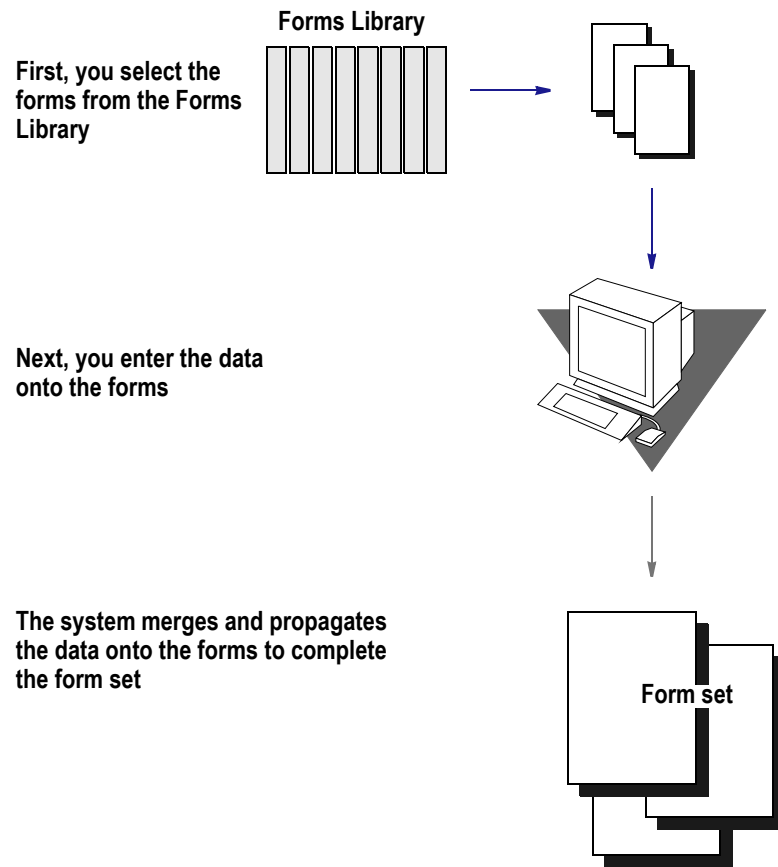 Forms Library
First, you select the
forms from the Forms
Library
Next, you enter the data
onto the forms
The system merges and propagates
the data onto the forms to complete
the form set
Form set